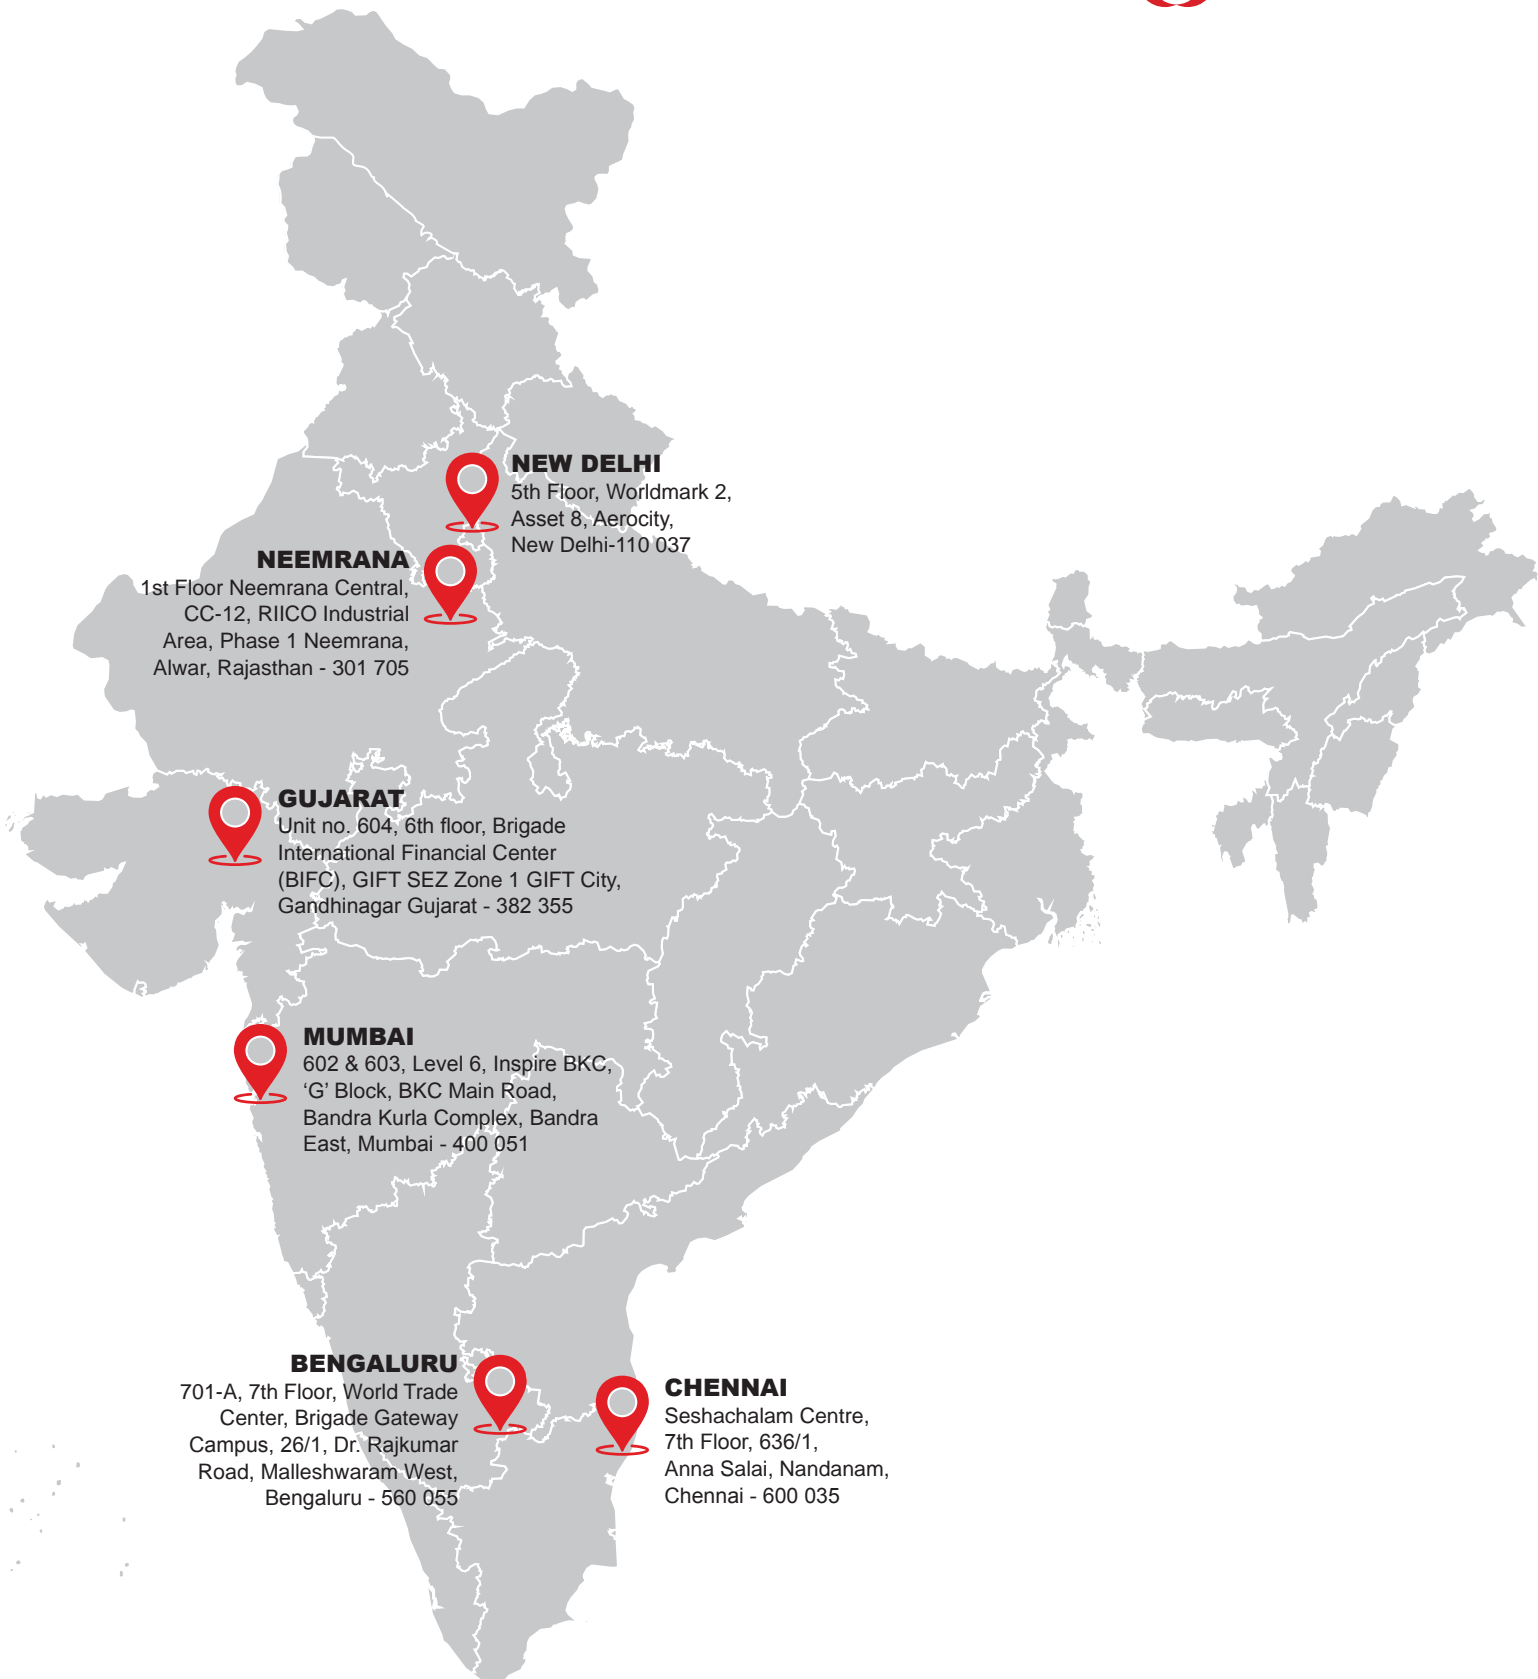 NEW DELHI
5th Floor, Worldmark 2,
Asset 8, Aerocity,
New Delhi-110 037
NEEMRANA
1st Floor Neemrana Central,
CC-12, RIICO Industrial
Area, Phase 1 Neemrana,
Alwar, Rajasthan - 301 705
GUJARAT
Unit no. 604, 6th floor, Brigade
International Financial Center
(BIFC), GIFT SEZ Zone 1 GIFT City,
Gandhinagar Gujarat - 382 355
MUMBAI
602 & 603, Level 6, Inspire BKC,
‘G’ Block, BKC Main Road,
Bandra Kurla Complex, Bandra
East, Mumbai - 400 051
BENGALURU
701-A, 7th Floor, World Trade
Center, Brigade Gateway
Campus, 26/1, Dr. Rajkumar
Road, Malleshwaram West,
Bengaluru - 560 055
CHENNAI
Seshachalam Centre,
7th Floor, 636/1,
Anna Salai, Nandanam,
Chennai - 600 035